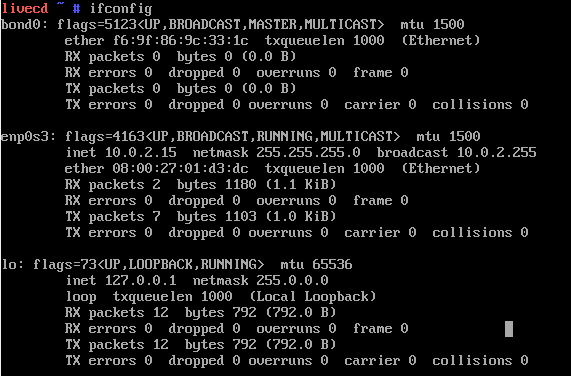 livecd ~ # ifconfig
bond0: flags=5123<UP,BROADCAST,MASTER,MULTICAST>  mtu 1500
        ether f6:9f:86:9c:33:1c  txqueuelen 1000  (Ethernet)
        RX packets 0  bytes 0 (0.0 B)
        RX errors 0  dropped 0  overruns 0  frame 0
        TX packets 0  bytes 0 (0.0 B)
        TX errors 0  dropped 0 overruns 0  carrier 0  collisions 0

enp0s3: flags=4163<UP,BROADCAST,RUNNING,MULTICAST>  mtu 1500
        inet 10.0.2.15  netmask 255.255.255.0  broadcast 10.0.2.255
        ether 08:00:27:01:d3:dc  txqueuelen 1000  (Ethernet)
        RX packets 2  bytes 1180 (1.1 KiB)
        RX errors 0  dropped 0  overruns 0  frame 0
        TX packets 7  bytes 1103 (1.0 KiB)
        TX errors 0  dropped 0 overruns 0  carrier 0  collisions 0

lo: flags=73<UP,LOOPBACK,RUNNING>  mtu 65536
        inet 127.0.0.1  netmask 255.0.0.0
        loop  txqueuelen 1000  (Local Loopback)
        RX packets 12  bytes 792 (792.0 B)
        RX errors 0  dropped 0  overruns 0  frame 0
        TX packets 12  bytes 792 (792.0 B)
        TX errors 0  dropped 0 overruns 0  carrier 0  collisions 0